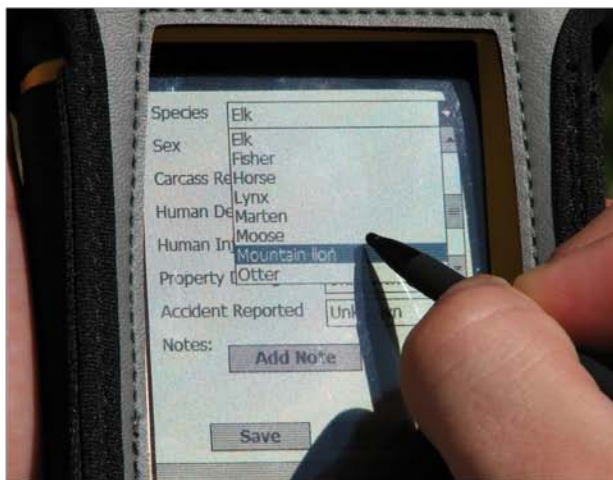 Species Elk
Elk
Sex
Fisher
Carcass Re
Horse
Lynx
Human De
Marten
Moose
Human In
Mountain lion
Property
Otter
Accident Reported
Notes:
Add Note
Save